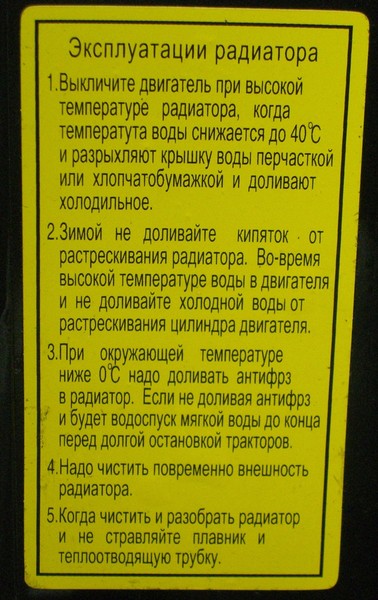 Эксплуатации радиатора
1.Выключите двигатель при высокой
температуре радиатора, когда
температута воды снижается до 40°C
и разрыхляют крышку воды перчасткой
или хлопчатобумажкой и доливают
холодильное.
2.Зимой не доливайте кипяток от
растрескивания радиатора. Во-время
высокой температуре воды в двигателя
и не доливайте холодной воды от
растрескивания цилиндра двигателя.
3.При окружающей температуре
ниже 0°C надо доливать антифрз
в радиатор. Если не доливая антифрз
и будет водоспуск мягкой воды до конца
перед долгой остановкой тракторов.
4.Надо чистить повременно внешность
радиатора.
5.Когда чистить и разобрать радиатор
и не стравляйте плавник и
теплоотводящую трубку.